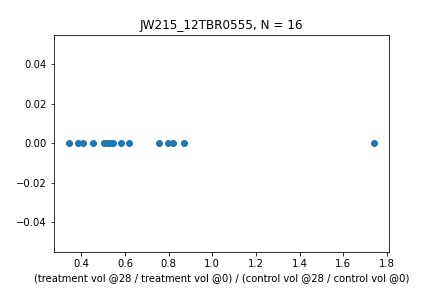 JW215_12TBR0555, N = 16
0.04
0.02
0.00
−0.02
−0.04
0.4 0.6 0.8 1.0 1.2 1.4 1.6 1.8
(treatment vol @28 / treatment vol @0) / (control vol @28 / control vol @0)